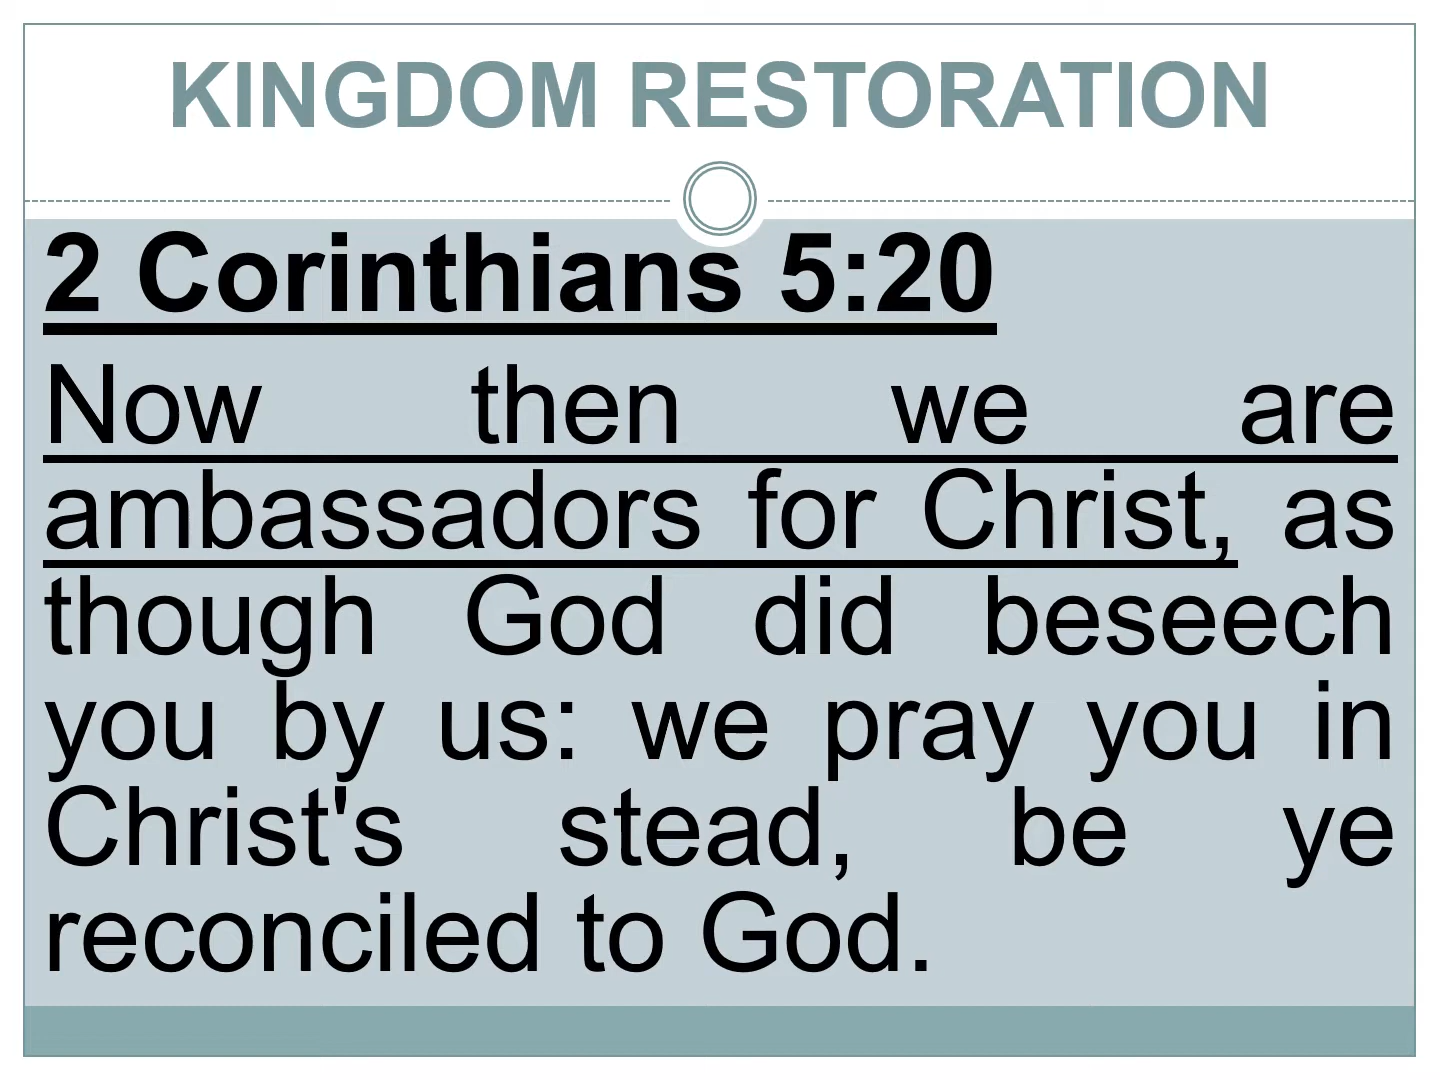 KINGDOM RESTORATION
2 Corinthians 5:20
Now then we are
ambassadors for Christ, as
though God did beseech
you by us: we pray you in
Christ's stead, be ye
reconciled to God.